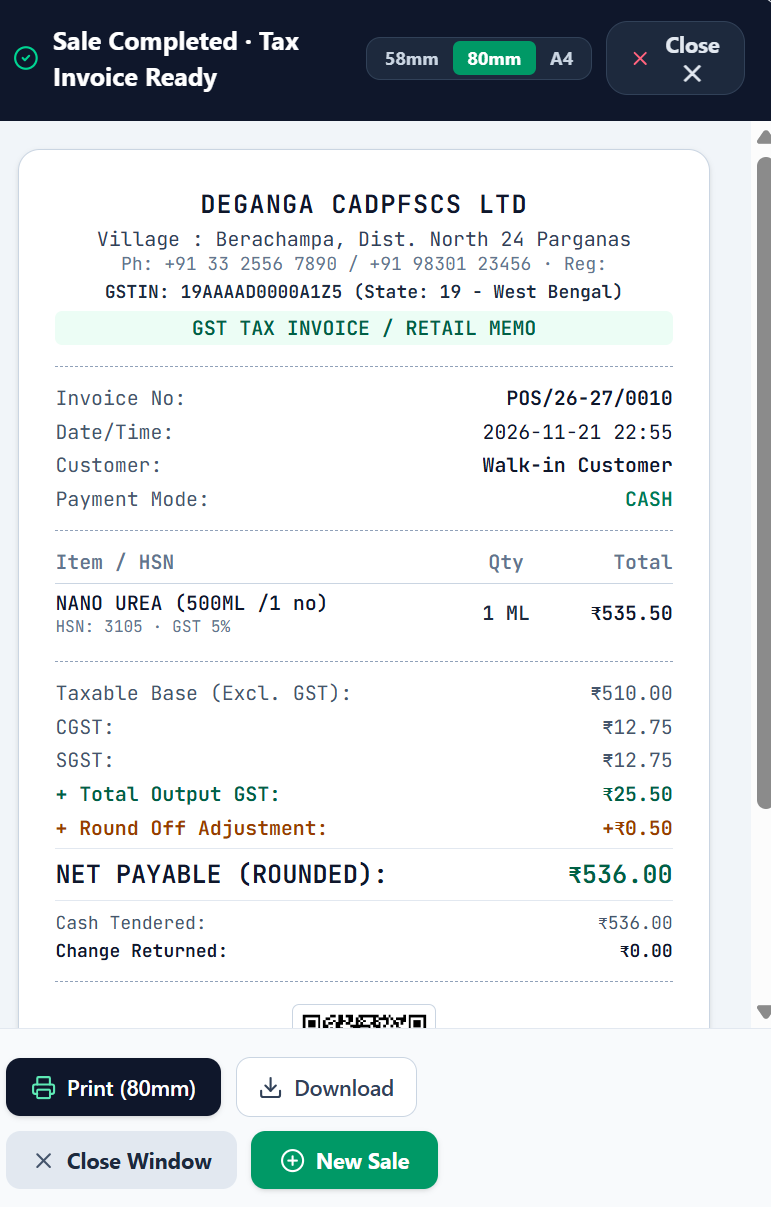 Sale Completed · Tax
Invoice Ready
58mm 80mm A4
Close
DEGANGA CADPFSCS LTD
Village : Berachampa, Dist. North 24 Parganas
Ph: +91 33 2556 7890 / +91 98301 23456 · Reg:
GSTIN: 19AAAAD0000A1Z5 (State: 19 - West Bengal)
GST TAX INVOICE / RETAIL MEMO
Invoice No: POS/26-27/0010
Date/Time: 2026-11-21 22:55
Customer: Walk-in Customer
Payment Mode: CASH
Item / HSN Qty Total
NANO UREA (500ML /1 no) 1 ML ₹535.50
HSN: 3105 · GST 5%
Taxable Base (Excl. GST): ₹510.00
CGST: ₹12.75
SGST: ₹12.75
+ Total Output GST: ₹25.50
+ Round Off Adjustment: +₹0.50
NET PAYABLE (ROUNDED): ₹536.00
Cash Tendered: ₹536.00
Change Returned: ₹0.00
Print (80mm) Download
Close Window New Sale